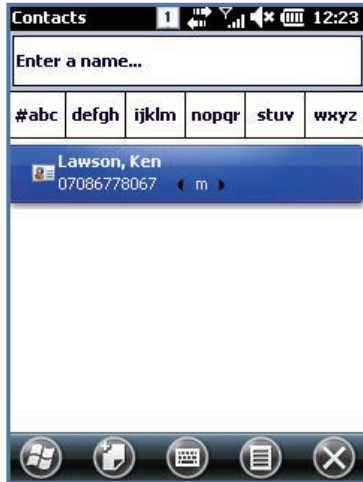 Contacts 1 12:23
Enter a name...
#abc defgh ijklm nopqr stuv wxyz
Lawson, Ken
07086778067 m